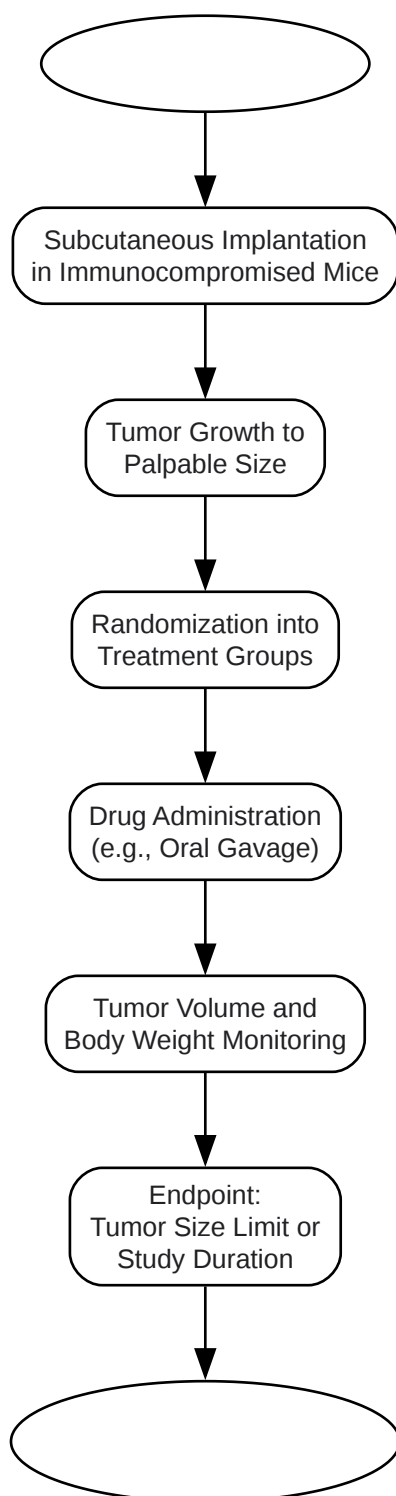 Subcutaneous Implantation
in Immunocompromised Mice
Tumor Growth to
Palpable Size
Randomization into
Treatment Groups
Drug Administration
(e.g., Oral Gavage)
Tumor Volume and
Body Weight Monitoring
Endpoint:
Tumor Size Limit or
Study Duration